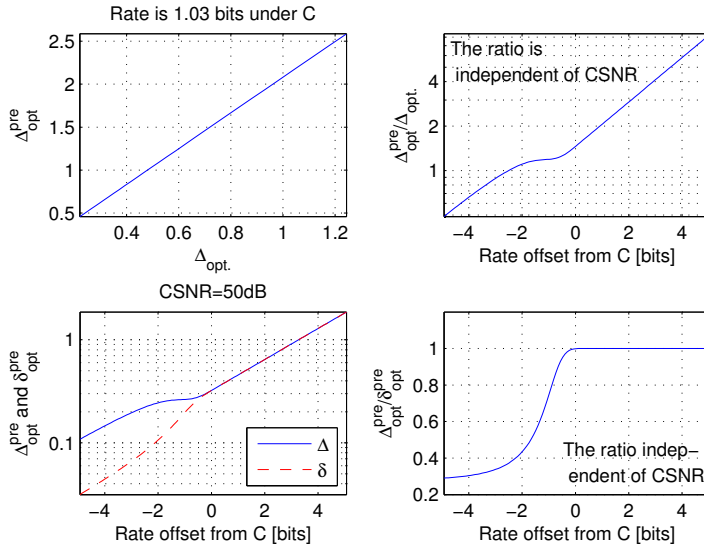 Rate is 1.03 bits under C
2.5
2
1.5
1
0.5
Δ^pre_opt
0.4 0.6 0.8 1 1.2
Δ_opt.
The ratio is
independent of CSNR
4
2
1
Δ^pre_opt/Δ_opt.
−4 −2 0 2 4
Rate offset from C [bits]
CSNR=50dB
1
0.1
Δ^pre_opt and δ^pre_opt
Δ
δ
−4 −2 0 2 4
Rate offset from C [bits]
1.2
1
0.8
0.6
0.4
0.2
Δ^pre_opt/δ^pre_opt
The ratio indep−
endent of CSNR
−4 −2 0 2 4
Rate offset from C [bits]